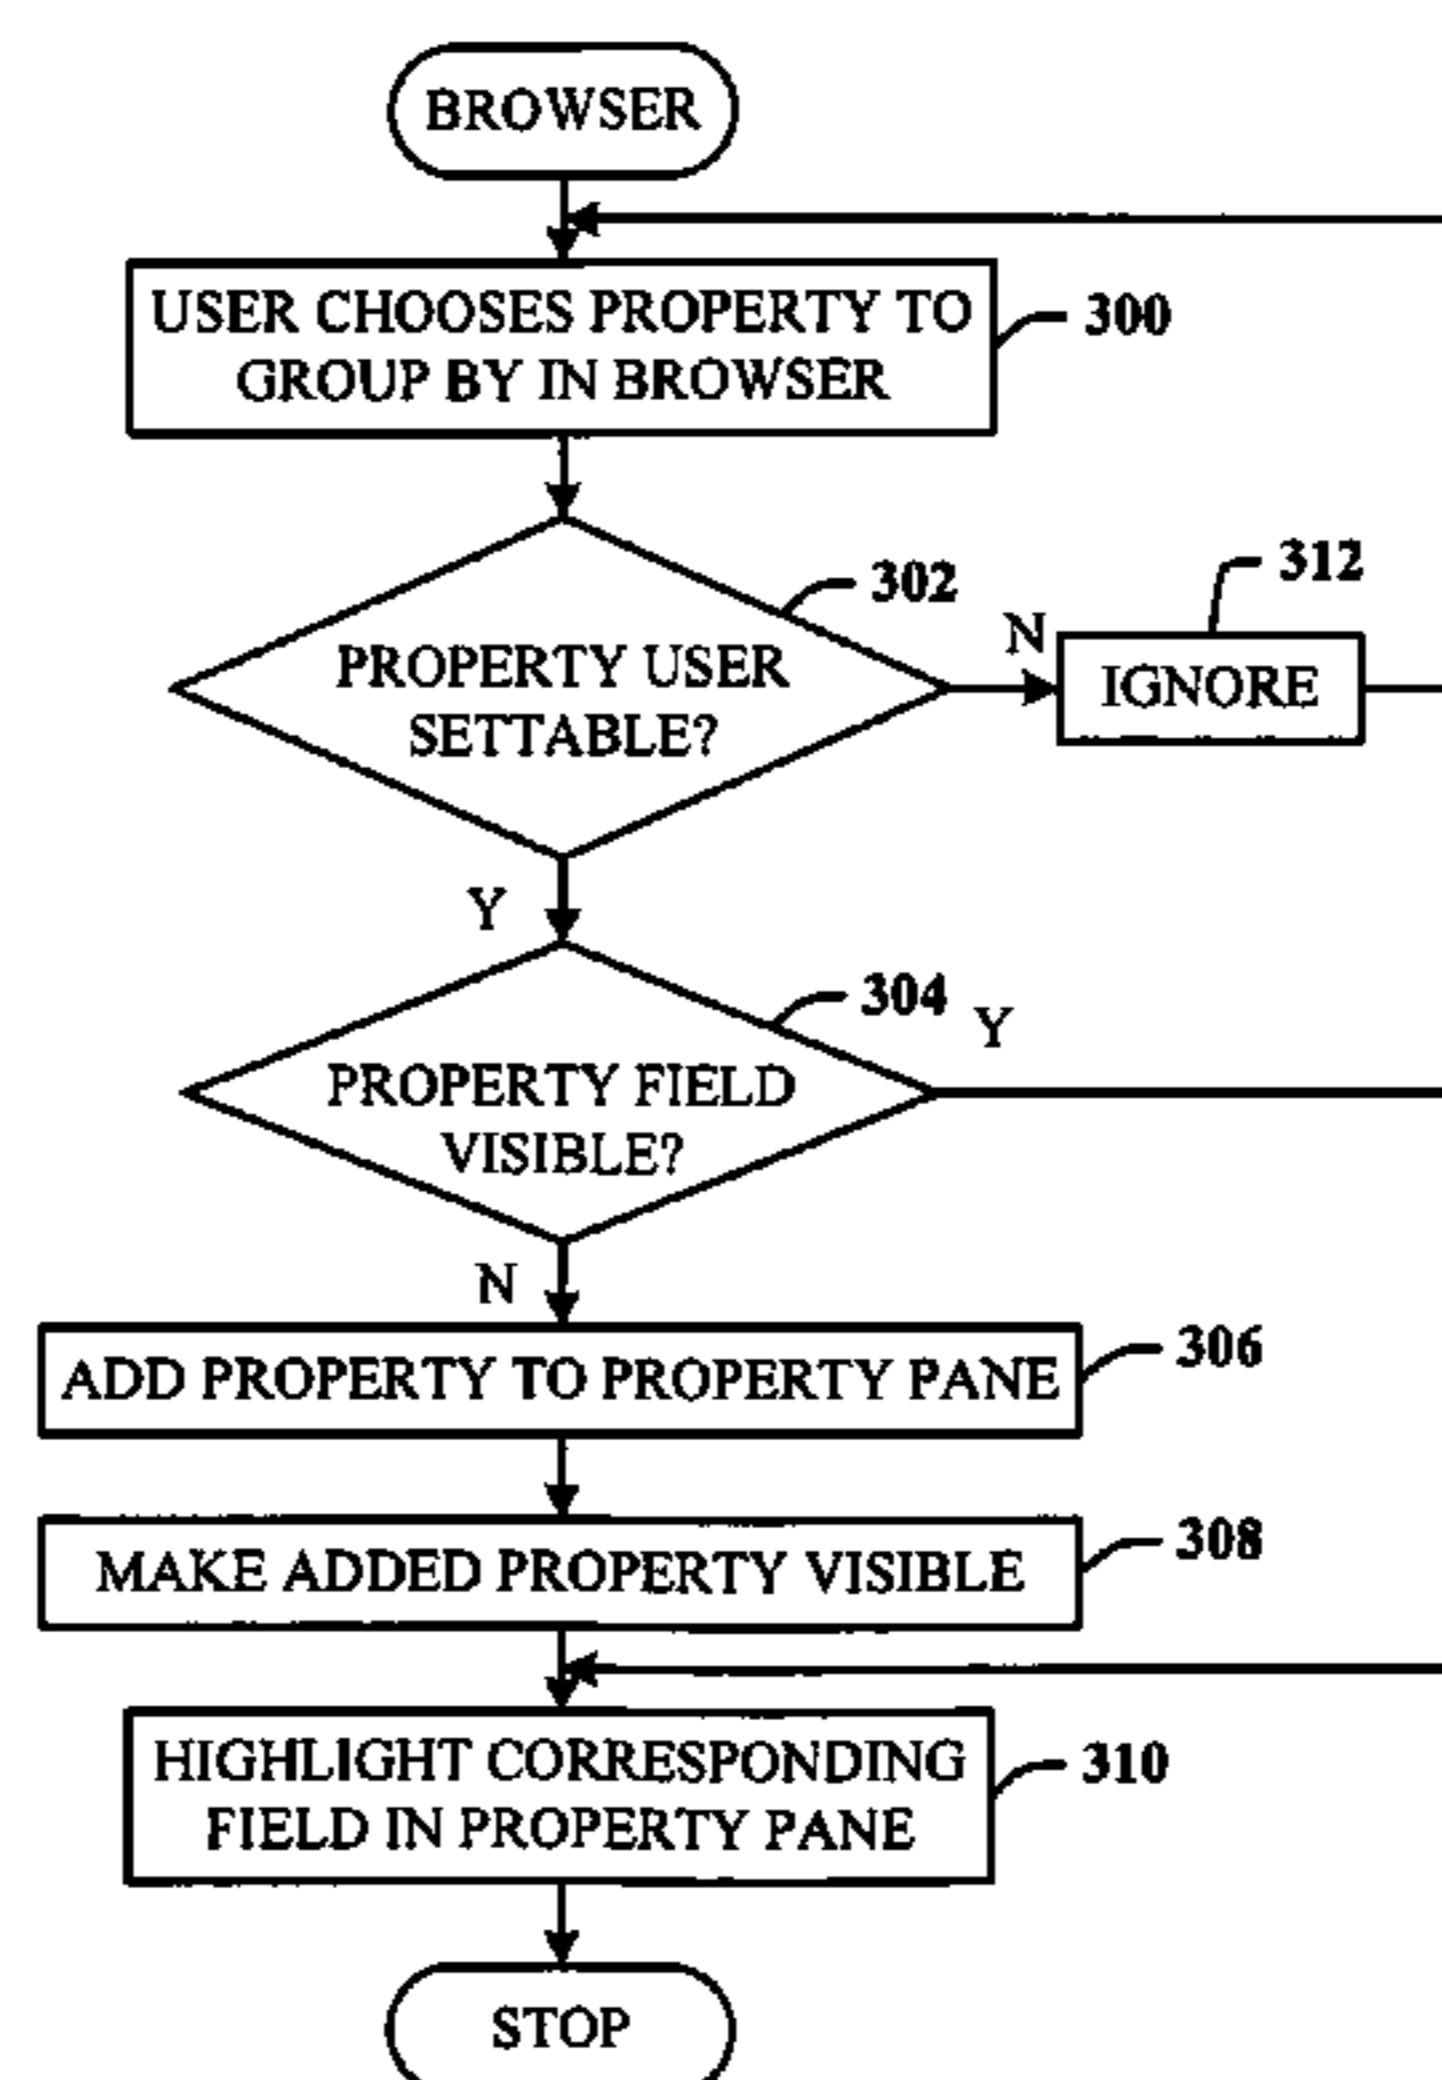 BROWSER
USER CHOOSES PROPERTY TO
GROUP BY IN BROWSER
300
302
PROPERTY USER
SETTABLE?
N
312
IGNORE
Y
304
Y
PROPERTY FIELD
VISIBLE?
N
ADD PROPERTY TO PROPERTY PANE
306
MAKE ADDED PROPERTY VISIBLE
308
HIGHLIGHT CORRESPONDING
FIELD IN PROPERTY PANE
310
STOP